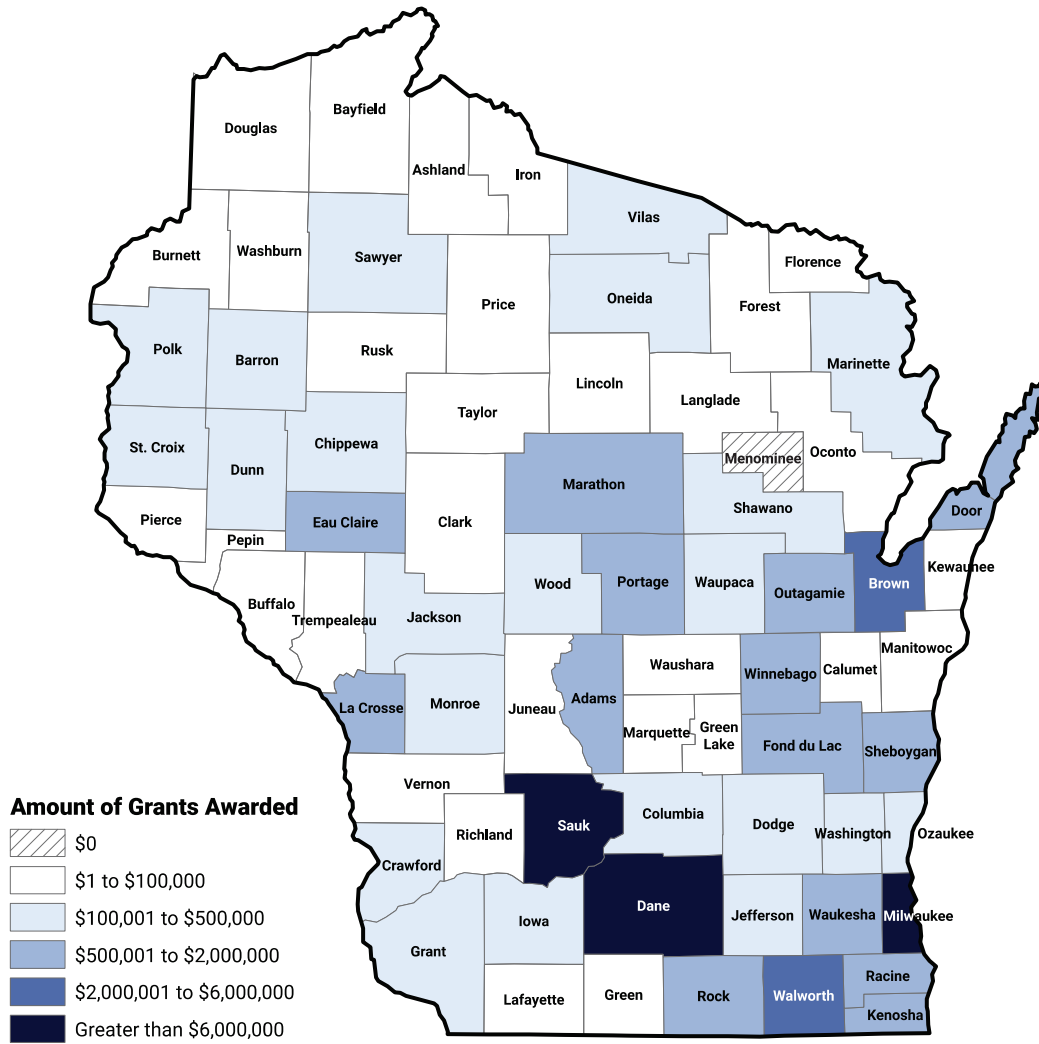 Bayfield
Douglas
Ashland
Iron
Vilas
Burnett
Washburn
Sawyer
Florence
Oneida
Price
Forest
Polk
Barron
Rusk
Marinette
Lincoln
Langlade
Taylor
St. Croix
Chippewa
Dunn
Menominee
Oconto
Marathon
Shawano
Pierce
Eau Claire
Clark
Door
Pepin
Wood
Portage
Waupaca
Outagamie
Brown
Kewaunee
Buffalo
Trempealeau
Jackson
Manitowoc
Waushara
Winnebago
Calumet
La Crosse
Monroe
Juneau
Adams
Marquette
Green
Lake
Fond du Lac
Sheboygan
Vernon
Amount of Grants Awarded
$0
$1 to $100,000
$100,001 to $500,000
$500,001 to $2,000,000
$2,000,001 to $6,000,000
Greater than $6,000,000
Richland
Sauk
Columbia
Dodge
Washington
Ozaukee
Crawford
Iowa
Dane
Jefferson
Waukesha
Milwaukee
Grant
Lafayette
Green
Rock
Walworth
Racine
Kenosha